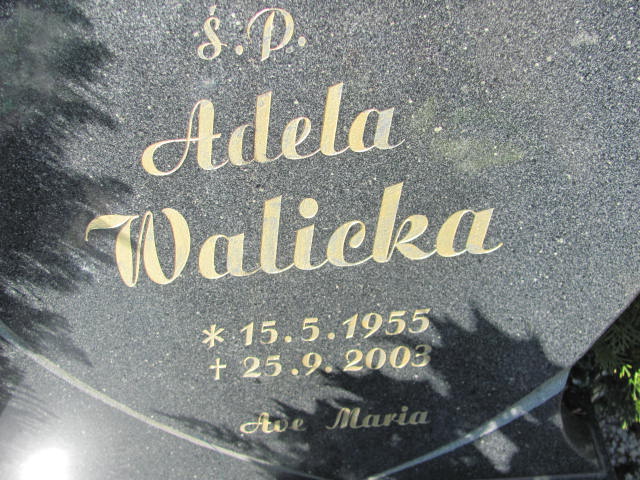 Ś.P.
Adela
Walicka
* 15.5.1955
† 25.9.2003
Ave Maria